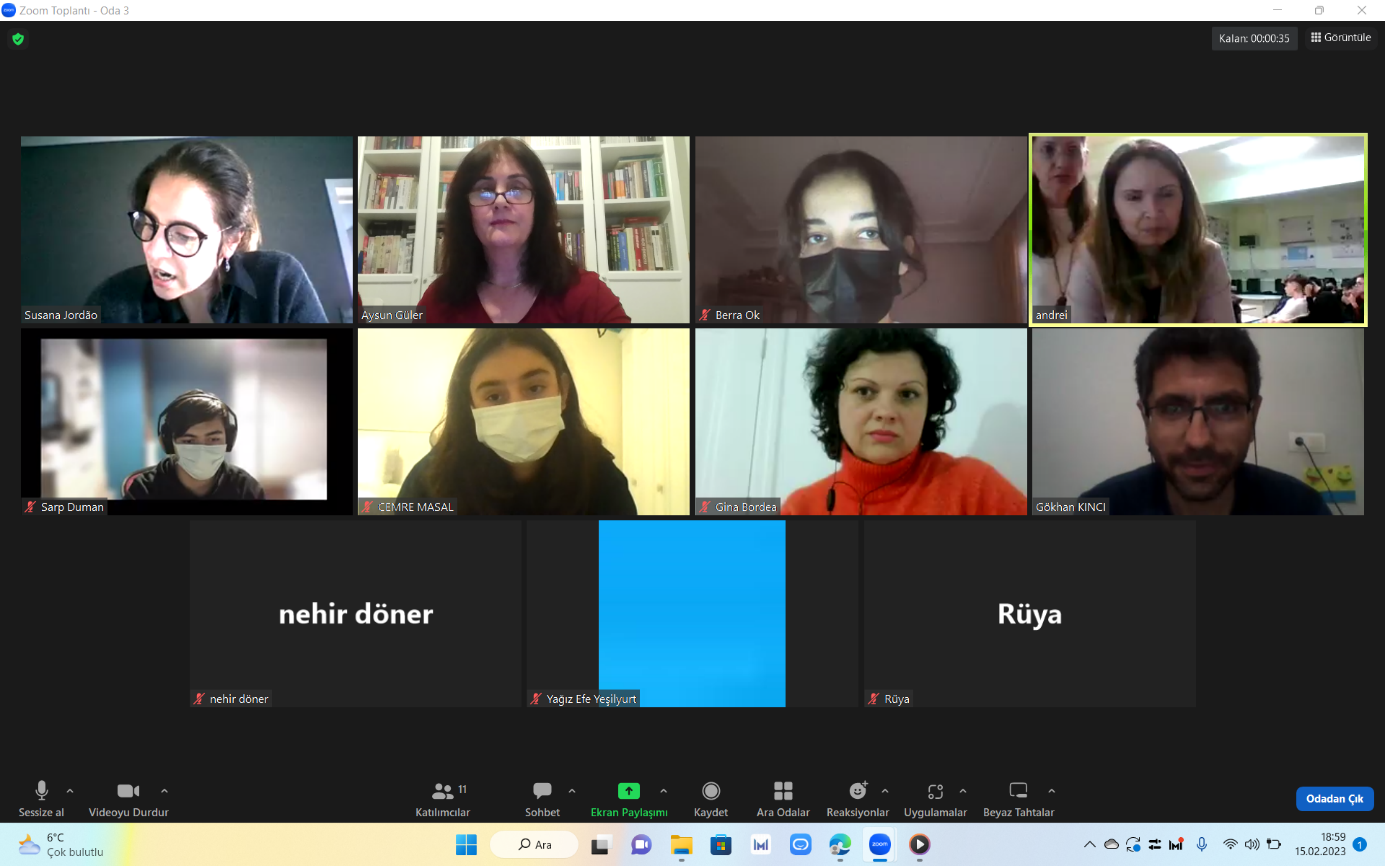 Zoom Toplantı - Oda 3
Kalan: 00:00:35
Görüntüle
Susana Jordão
Aysun Güler
Berra Ok
andrei
Sarp Duman
CEMRE MASAL
Gina Bordea
Gökhan KINCI
nehir döner
Rüya
nehir döner
Yağız Efe Yeşilyurt
Rüya
11
Sessize al
Videoyu Durdur
Katılımcılar
Sohbet
Ekran Paylaşımı
Kaydet
Ara Odalar
Reaksiyonlar
Uygulamalar
Beyaz Tahtalar
Odadan Çık
6°C
Çok bulutlu
Ara
zoom
18:59
15.02.2023
1